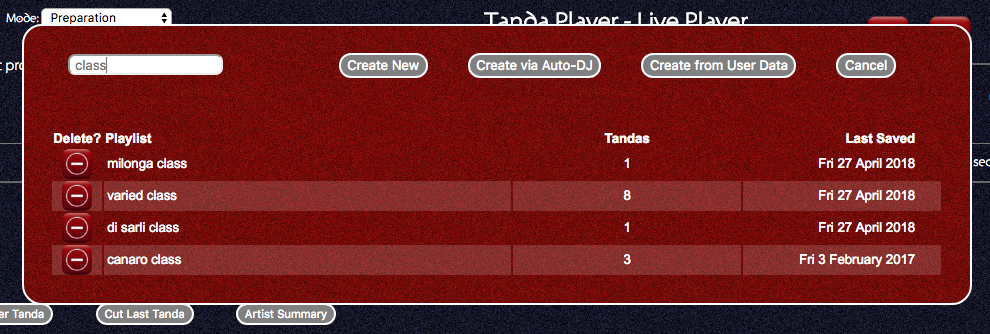 Mode: Preparation
Tanda Player - Live Player
class
Create New
Create via Auto-DJ
Create from User Data
Cancel
t pro
Delete? Playlist Tandas Last Saved
milonga class 1 Fri 27 April 2018
sec
varied class 8 Fri 27 April 2018
di sarli class 1 Fri 27 April 2018
canaro class 3 Fri 3 February 2017
er Tanda
Cut Last Tanda
Artist Summary